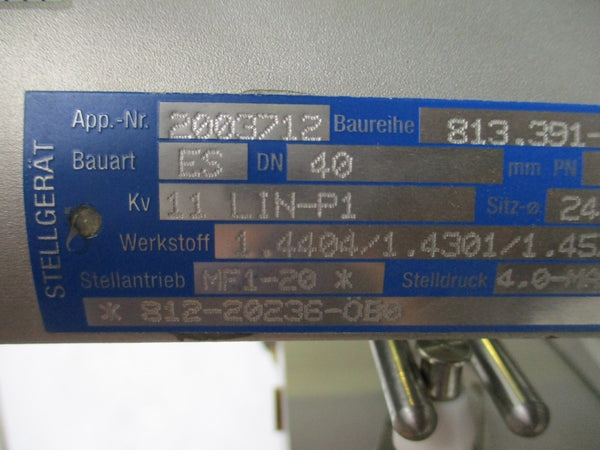 STELLGERÄT
App.-Nr. 2003712 Baureihe 813.391-
Bauart ES DN 40 mm PN
Kv 11 LIN-P1 Sitz-ø 24
Werkstoff 1.4404/1.4301/1.45
Stellantrieb MF1-20 * Stelldruck 4.0-
* 812-20236-ÖB0